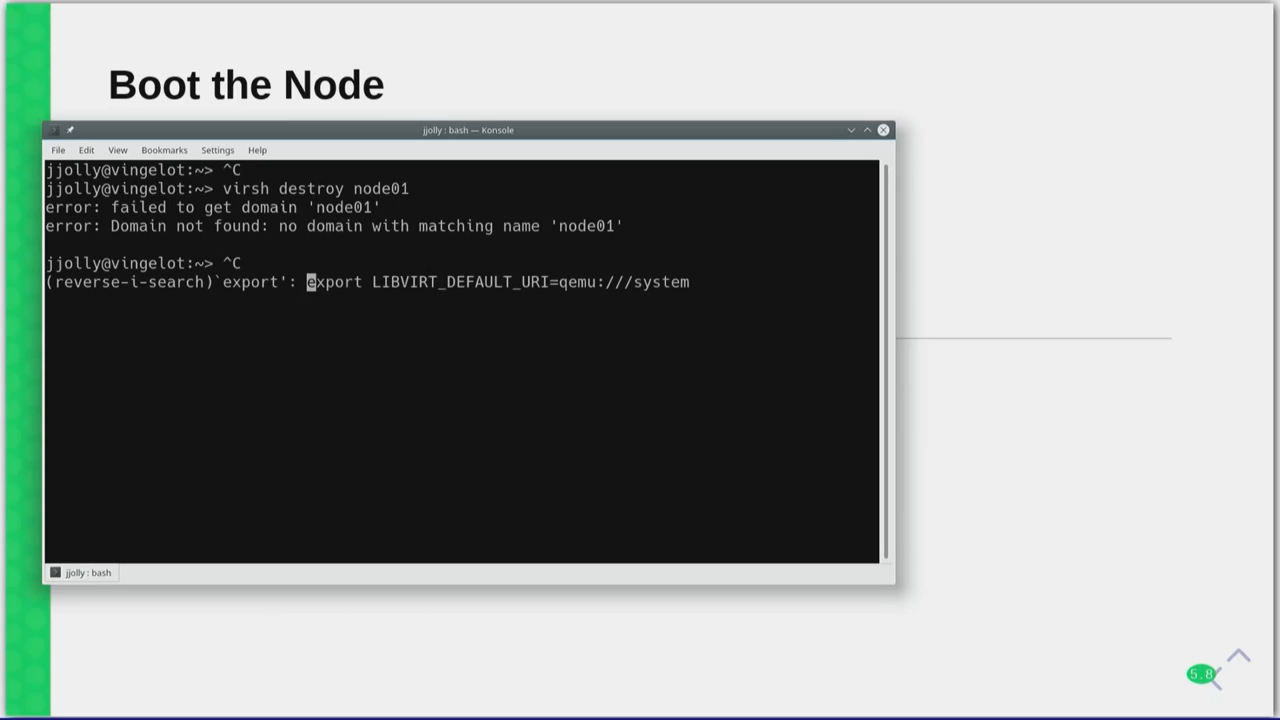 Boot the Node
jjolly : bash — Konsole
File Edit View Bookmarks Settings Help
jjolly@vingelot:~> ^C
jjolly@vingelot:~> virsh destroy node01
error: failed to get domain 'node01'
error: Domain not found: no domain with matching name 'node01'
jjolly@vingelot:~> ^C
(reverse-i-search)`export': export LIBVIRT_DEFAULT_URI=qemu:///system
jjolly : bash
5.8